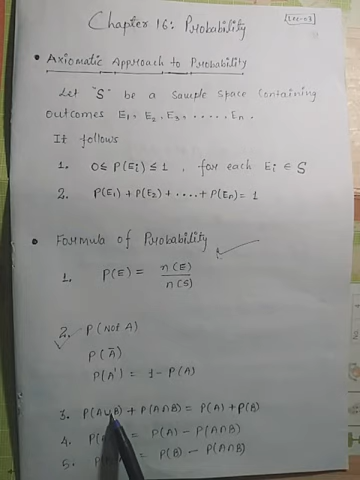 Chapter 16: Probability
Lec-03
• Axiomatic Approach to Probability
Let "S" be a sample space containing
outcomes E₁, E₂, E₃, ....., Eₙ.
It follows
1. 0 ≤ P(Eᵢ) ≤ 1 , for each Eᵢ ∈ S
2. P(E₁) + P(E₂) + .... + P(Eₙ) = 1
• Formula of Probability
1. P(E) = n(E) / n(S)
2. P(Not A)
P(A̅)
P(A') = 1 - P(A)
3. P(A∪B) + P(A∩B) = P(A) + P(B)
4. P(A = P(A) - P(A∩B)
5. = P(B) - P(A∩B)